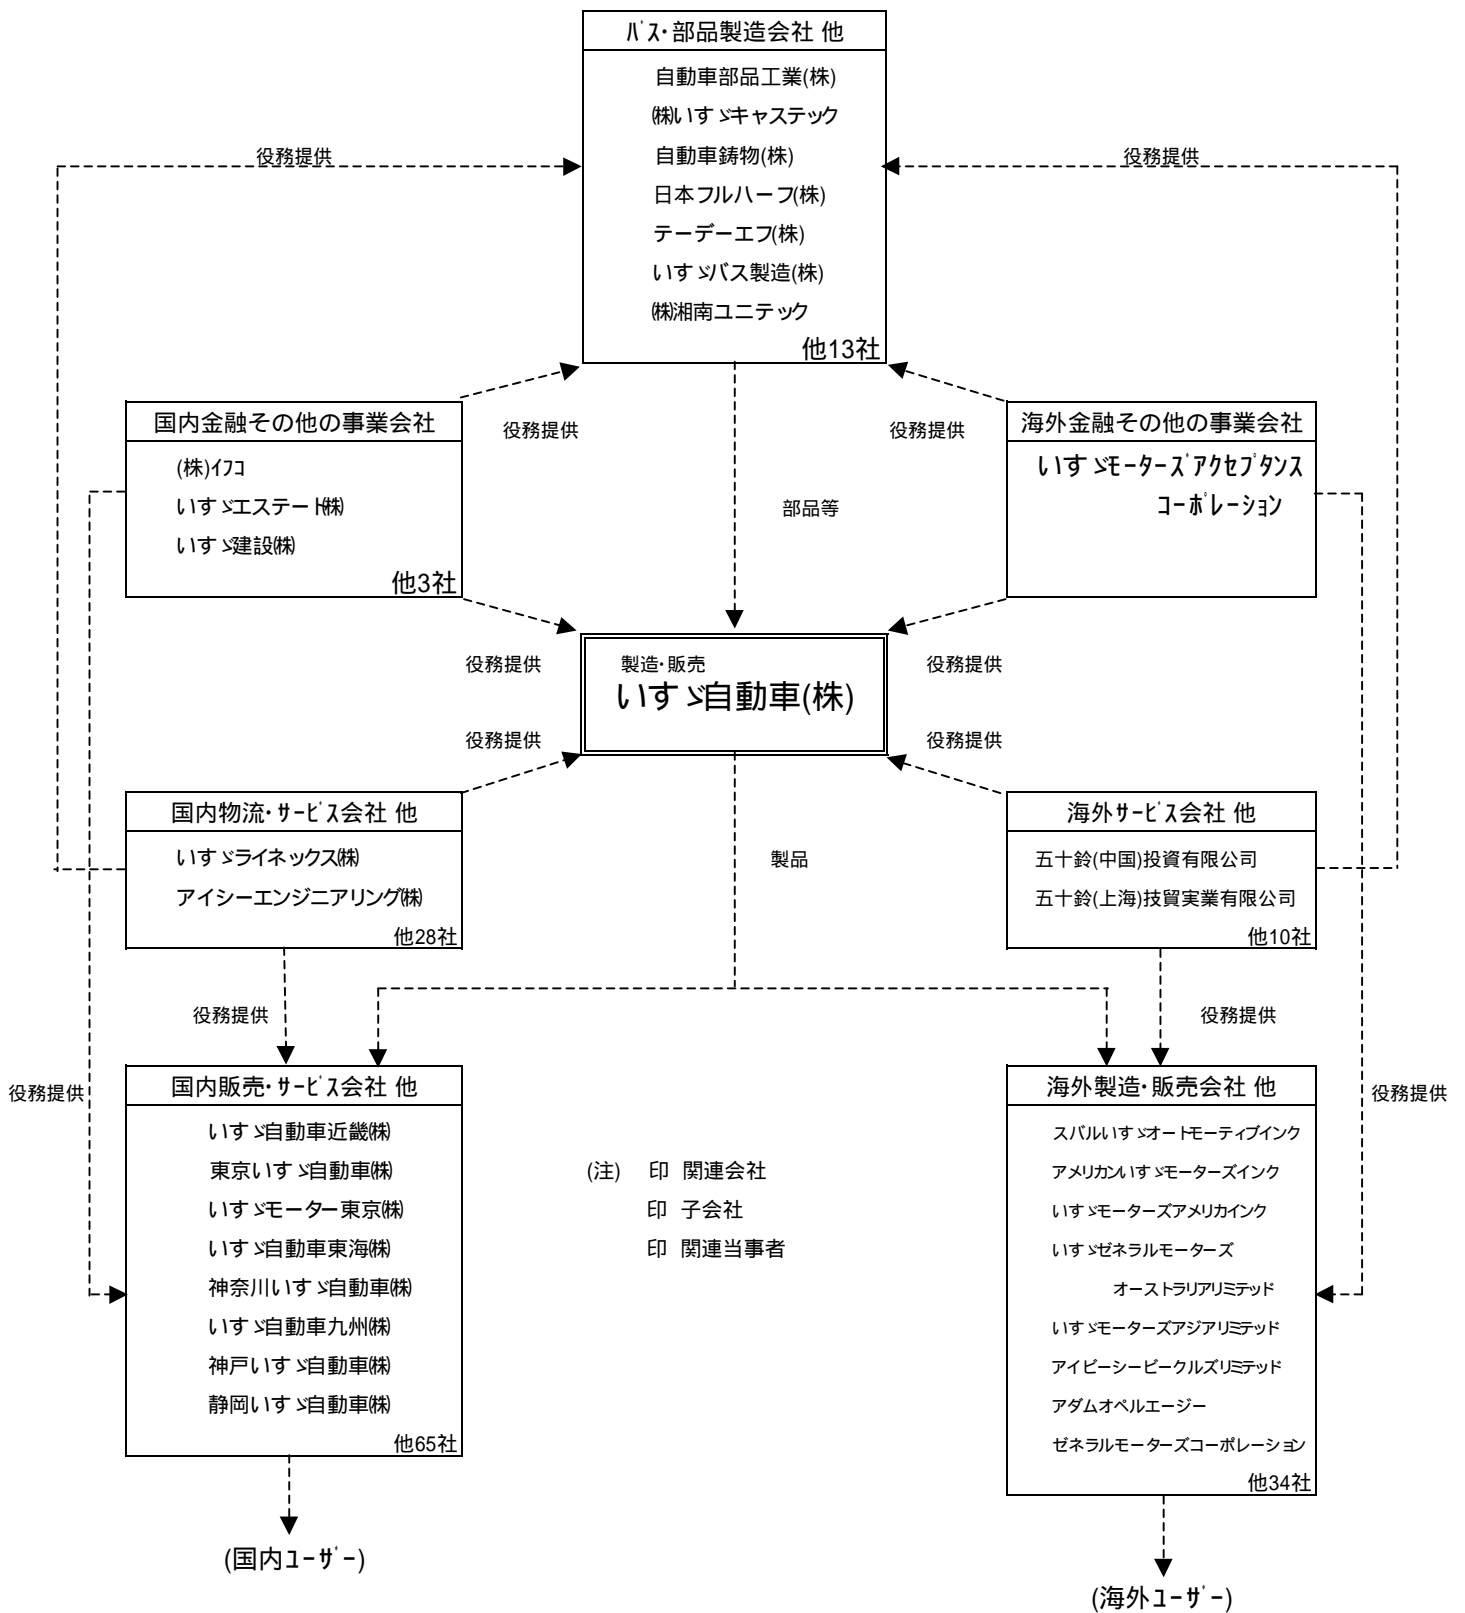 バス・部品製造会社 他
自動車部品工業(株)
㈱いすゞキャステック
自動車鋳物(株)
日本フルハーフ(株)
テーデーエフ(株)
いすゞバス製造(株)
㈱湘南ユニテック
他13社
役務提供
役務提供
国内金融その他の事業会社
(株)イフコ
いすゞエステート㈱
いすゞ建設㈱
他3社
役務提供
役務提供
海外金融その他の事業会社
いすゞモーターズアクセプタンス
コーポレーション
部品等
役務提供
役務提供
製造・販売
いすゞ自動車(株)
役務提供
役務提供
国内物流・サービス会社 他
いすゞライネックス㈱
アイシーエンジニアリング㈱
他28社
製品
海外サービス会社 他
五十鈴(中国)投資有限公司
五十鈴(上海)技貿実業有限公司
他10社
役務提供
役務提供
役務提供
役務提供
国内販売・サービス会社 他
いすゞ自動車近畿㈱
東京いすゞ自動車㈱
いすゞモーター東京㈱
いすゞ自動車東海㈱
神奈川いすゞ自動車㈱
いすゞ自動車九州㈱
神戸いすゞ自動車㈱
静岡いすゞ自動車㈱
他65社
(国内ユーザー)
(注) 印 関連会社
印 子会社
印 関連当事者
海外製造・販売会社 他
スバルいすゞオートモーティブインク
アメリカンいすゞモーターズインク
いすゞモーターズアメリカインク
いすゞゼネラルモーターズ
オーストラリアリミテッド
いすゞモーターズアジアリミテッド
アイビーシービークルズリミテッド
アダムオペルエージー
ゼネラルモーターズコーポレーション
他34社
(海外ユーザー)